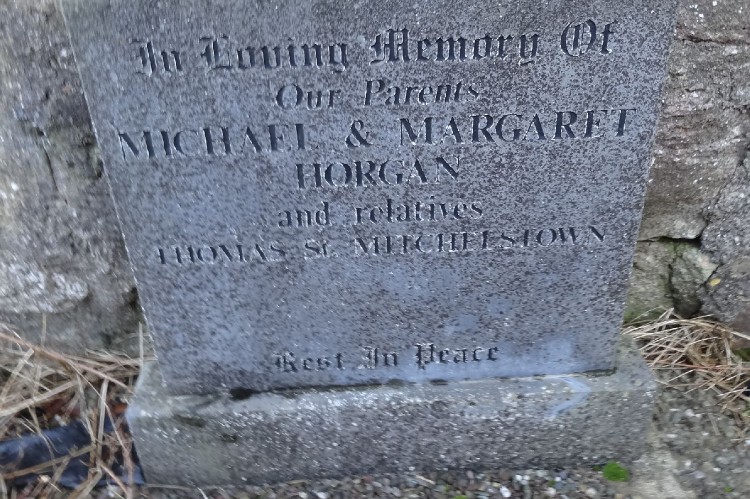 In Loving Memory Of
Our Parents
MICHAEL & MARGARET
HORGAN
and relatives
THOMAS St. MITCHELSTOWN
Rest In Peace